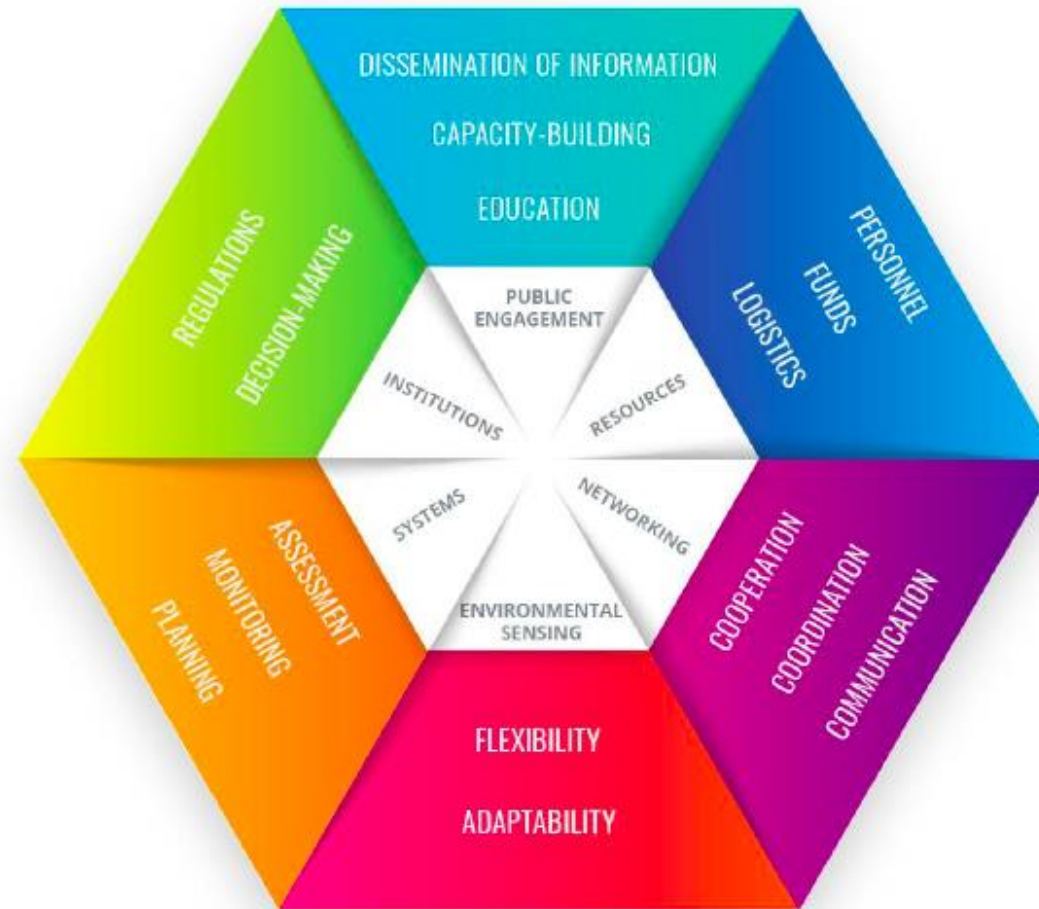 DISSEMINATION OF INFORMATION
CAPACITY-BUILDING
EDUCATION
PUBLIC
ENGAGEMENT
PERSONNEL
FUNDS
LOGISTICS
RESOURCES
COOPERATION
COORDINATION
COMMUNICATION
NETWORKING
ENVIRONMENTAL
SENSING
FLEXIBILITY
ADAPTABILITY
SYSTEMS
ASSESSMENT
MONITORING
PLANNING
INSTITUTIONS
REGULATIONS
DECISION-MAKING